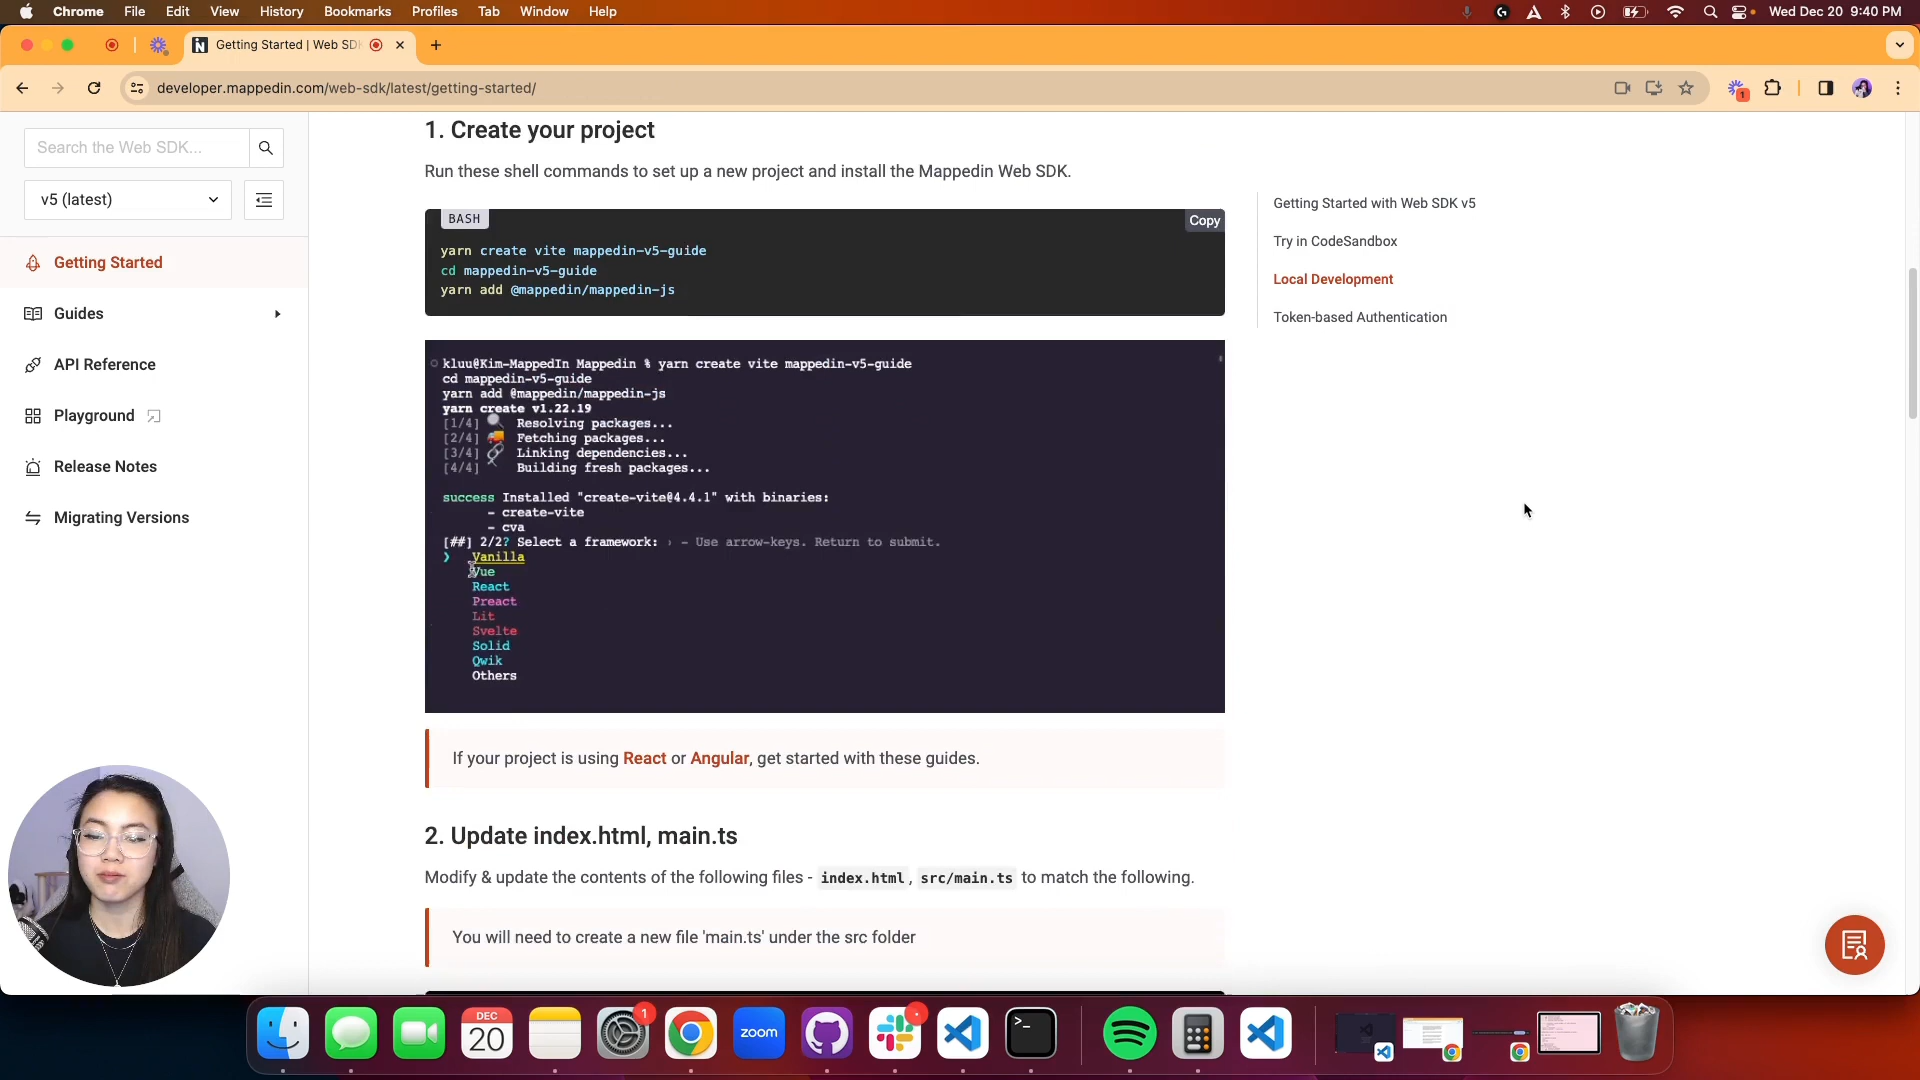 Chrome File Edit View History Bookmarks Profiles Tab Window Help
Wed Dec 20 9:40 PM
Getting Started | Web SD
developer.mappedin.com/web-sdk/latest/getting-started/
1
Search the Web SDK...
v5 (latest)
Getting Started
Guides
API Reference
Playground
Release Notes
Migrating Versions
1. Create your project
Run these shell commands to set up a new project and install the Mappedin Web SDK.
BASH
Copy
yarn create vite mappedin-v5-guide
cd mappedin-v5-guide
yarn add @mappedin/mappedin-js
kluu@Kim-MappedIn Mappedin % yarn create vite mappedin-v5-guide
cd mappedin-v5-guide
yarn add @mappedin/mappedin-js
yarn create v1.22.19
[1/4] Resolving packages...
[2/4] Fetching packages...
[3/4] Linking dependencies...
[4/4] Building fresh packages...
success Installed "create-vite@4.4.1" with binaries:
- create-vite
- cva
[##] 2/2? Select a framework: › - Use arrow-keys. Return to submit.
❯ Vanilla
Vue
React
Preact
Lit
Svelte
Solid
Qwik
Others
If your project is using React or Angular, get started with these guides.
2. Update index.html, main.ts
Modify & update the contents of the following files - index.html, src/main.ts to match the following.
You will need to create a new file 'main.ts' under the src folder
Getting Started with Web SDK v5
Try in CodeSandbox
Local Development
Token-based Authentication
DEC
20
1
zoom
>_